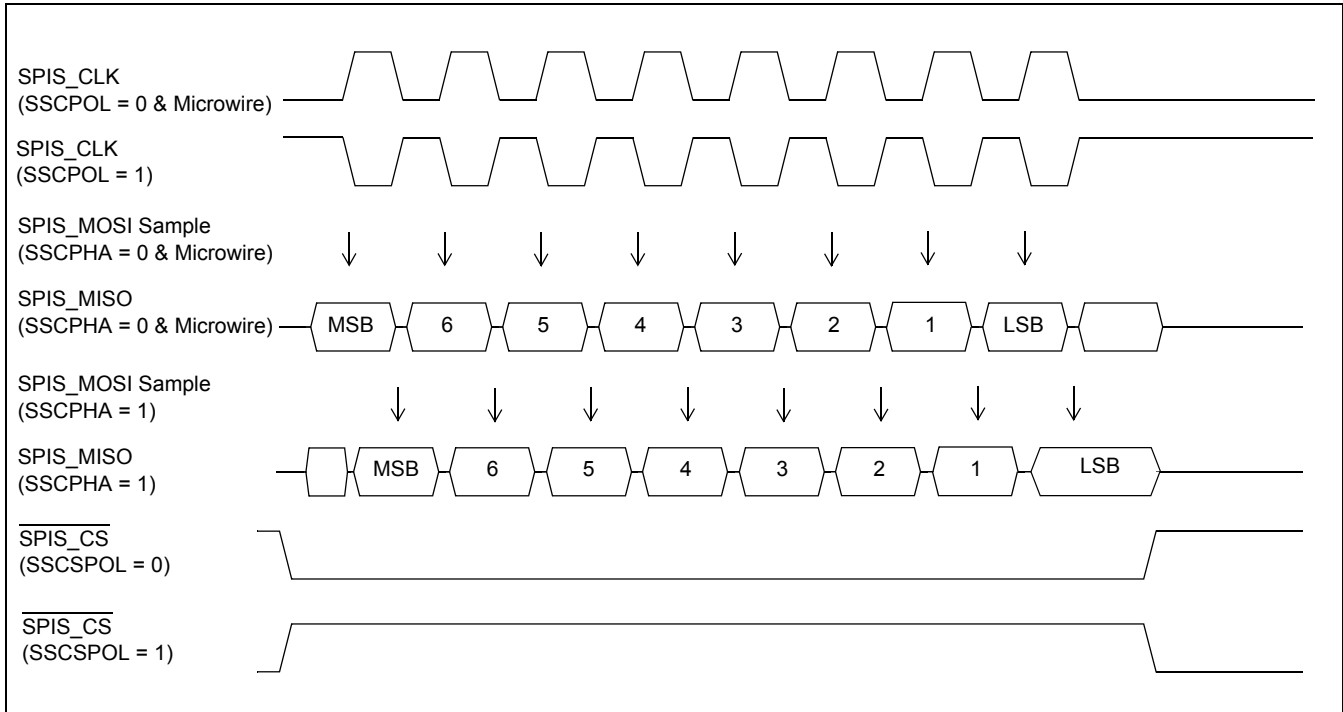 SPIS_CLK
(SSCPOL = 0 & Microwire)
SPIS_CLK
(SSCPOL = 1)
SPIS_MOSI Sample
(SSCPHA = 0 & Microwire)
SPIS_MISO
(SSCPHA = 0 & Microwire)
MSB 6 5 4 3 2 1 LSB
SPIS_MOSI Sample
(SSCPHA = 1)
SPIS_MISO
(SSCPHA = 1)
MSB 6 5 4 3 2 1 LSB
SPIS_CS
(SSCSPOL = 0)
SPIS_CS
(SSCSPOL = 1)